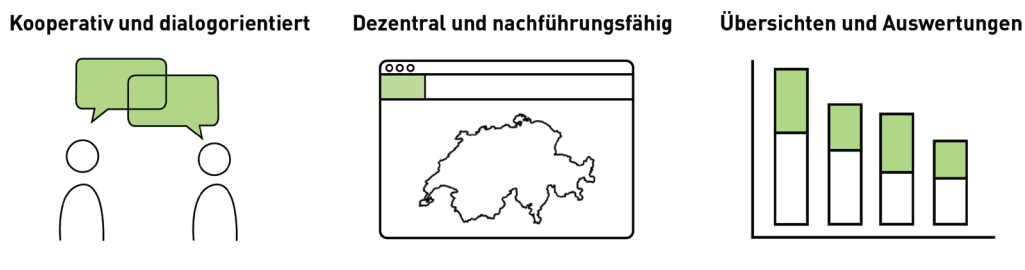 Kooperativ und dialogorientiert
Dezentral und nachführungsfähig
Übersichten und Auswertungen